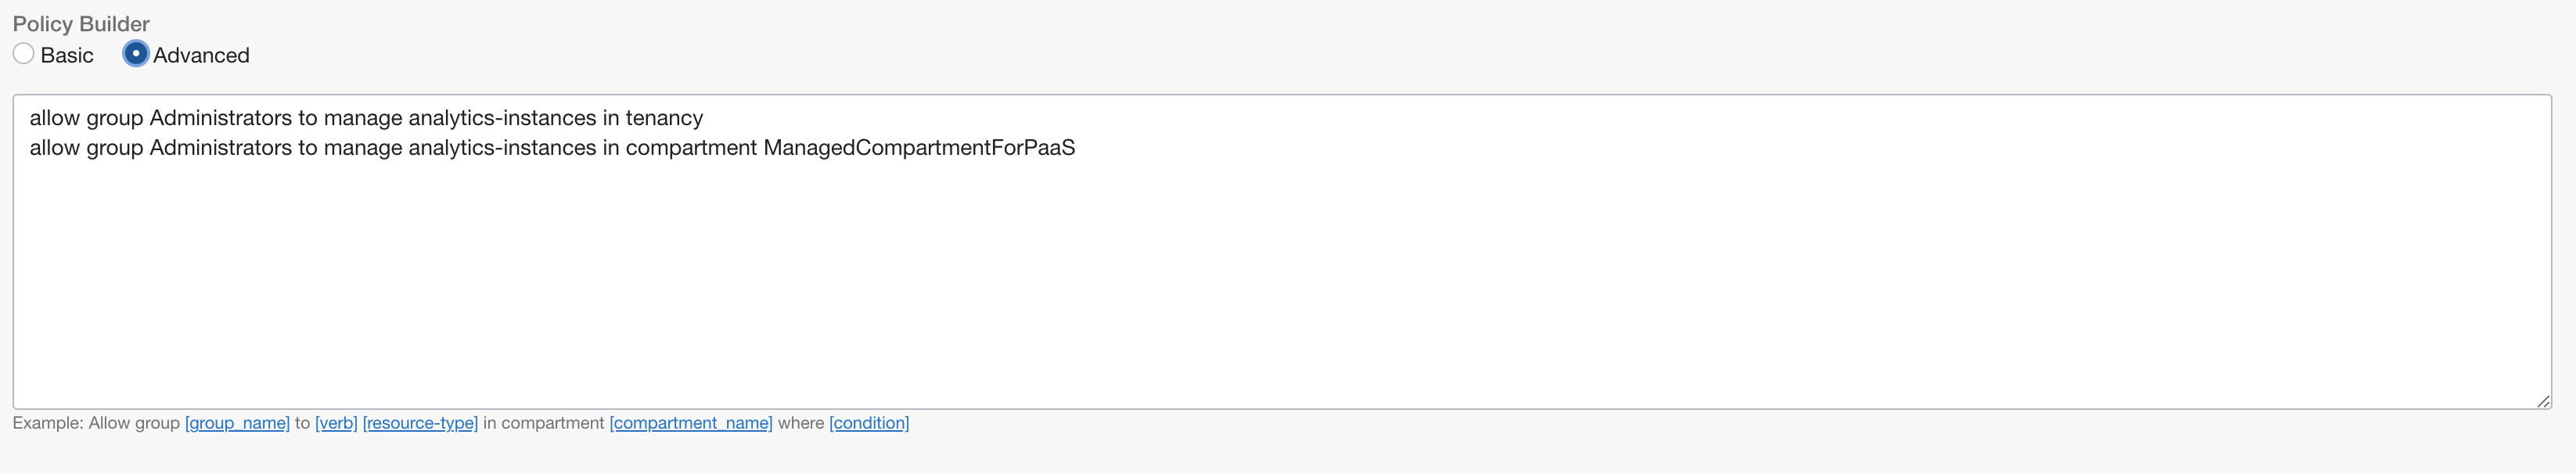 Policy Builder
Basic Advanced
allow group Administrators to manage analytics-instances in tenancy
allow group Administrators to manage analytics-instances in compartment ManagedCompartmentForPaaS
Example: Allow group [group_name] to [verb] [resource-type] in compartment [compartment_name] where [condition]